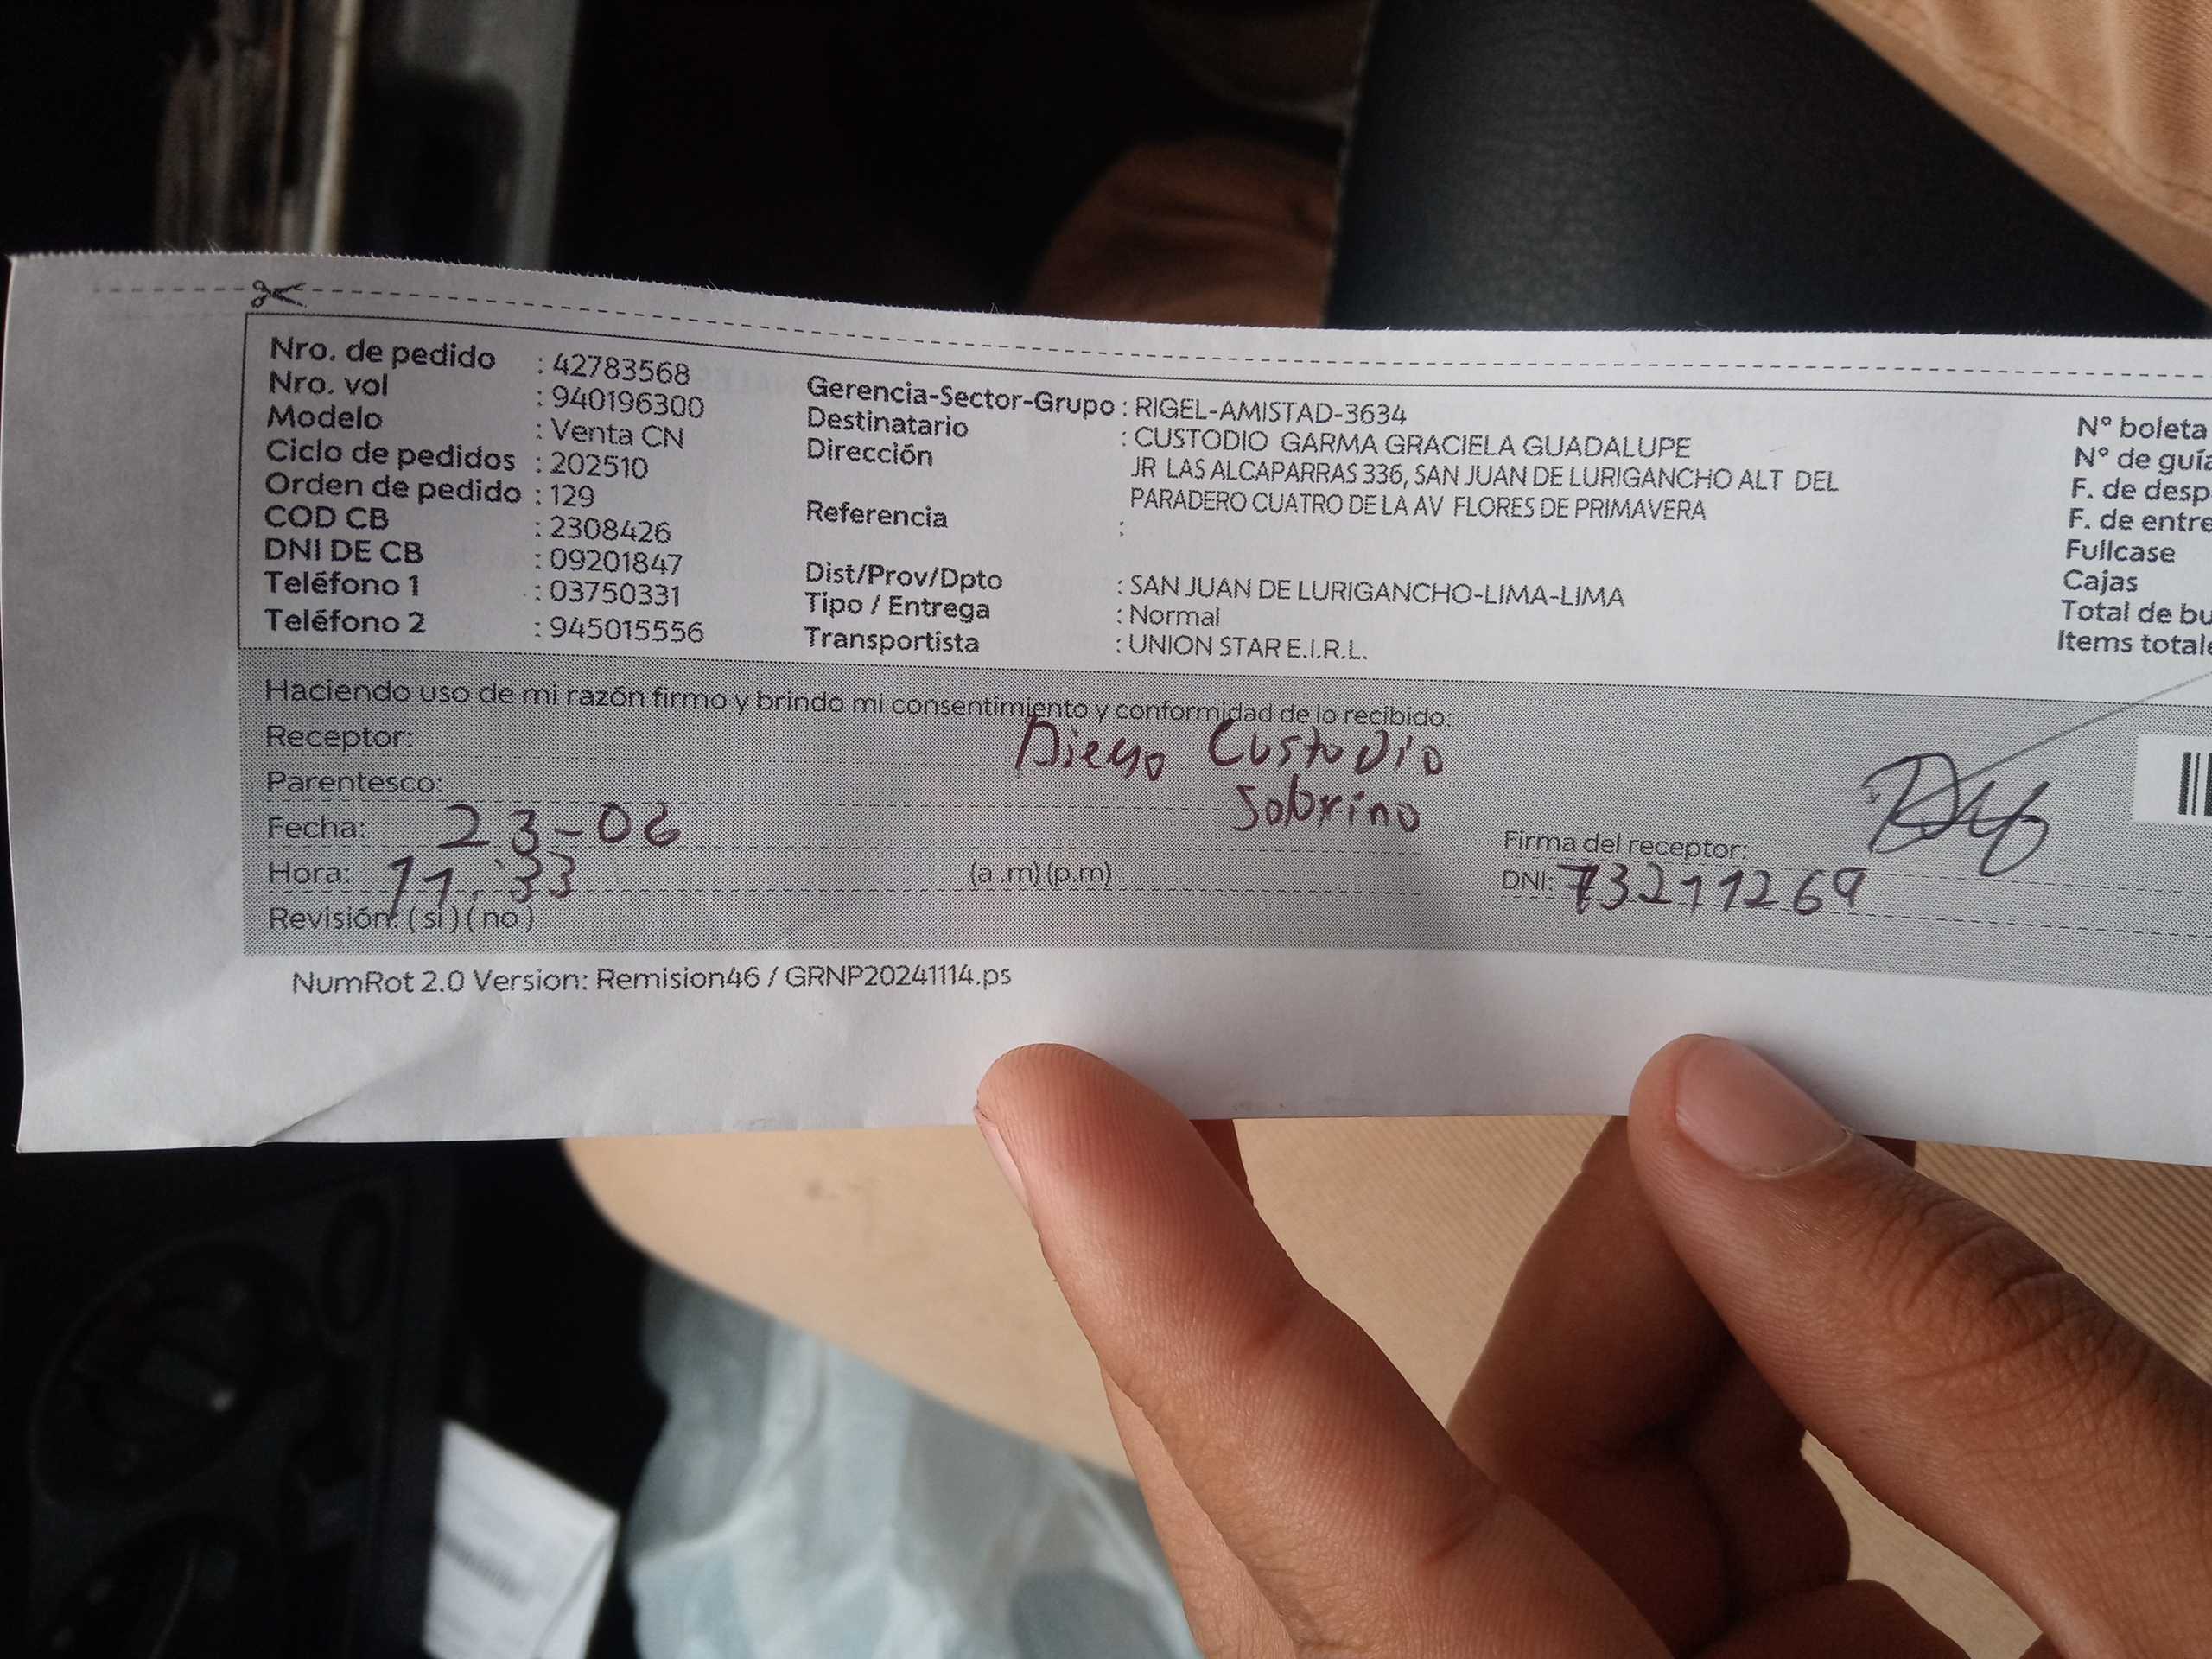 Nro. de pedido : 42783568
Nro. vol : 940196300
Modelo : Venta CN
Ciclo de pedidos : 202510
Orden de pedido : 129
COD CB : 2308426
DNI DE CB : 09201847
Teléfono 1 : 03750331
Teléfono 2 : 945015556
Gerencia-Sector-Grupo : RIGEL-AMISTAD-3634
Destinatario : CUSTODIO GARMA GRACIELA GUADALUPE
Dirección JR LAS ALCAPARRAS 336, SAN JUAN DE LURIGANCHO ALT DEL
PARADERO CUATRO DE LA AV FLORES DE PRIMAVERA
Referencia :
Dist/Prov/Dpto : SAN JUAN DE LURIGANCHO-LIMA-LIMA
Tipo / Entrega : Normal
Transportista : UNION STAR E.I.R.L.
N° boleta
N° de guía
F. de desp
F. de entre
Fullcase
Cajas
Total de bu
Items totale
Haciendo uso de mi razón firmo y brindo mi consentimiento y conformidad de lo recibido:
Receptor: Diego Custodio
Parentesco: Sobrino
Fecha: 23-06
Hora: 11:33 (a .m) (p.m)
Revisión: ( si ) ( no )
Firma del receptor:
DNI: 73211269
NumRot 2.0 Version: Remision46 / GRNP20241114.ps